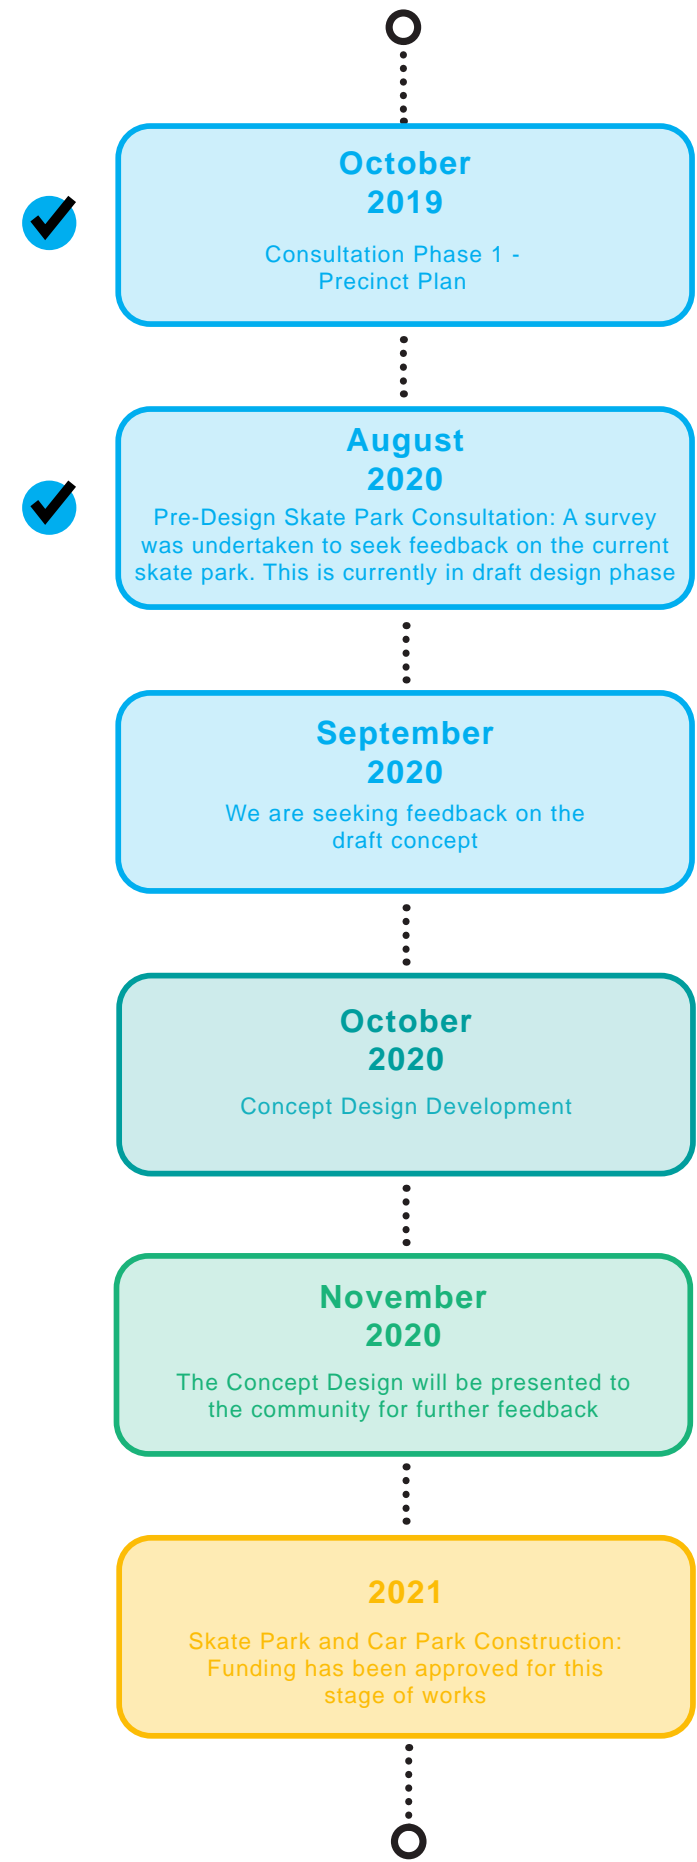 October
2019
Consultation Phase 1 -
Precinct Plan
August
2020
Pre-Design Skate Park Consultation: A survey
was undertaken to seek feedback on the current
skate park. This is currently in draft design phase
September
2020
We are seeking feedback on the
draft concept
October
2020
Concept Design Development
November
2020
The Concept Design will be presented to
the community for further feedback
2021
Skate Park and Car Park Construction:
Funding has been approved for this
stage of works